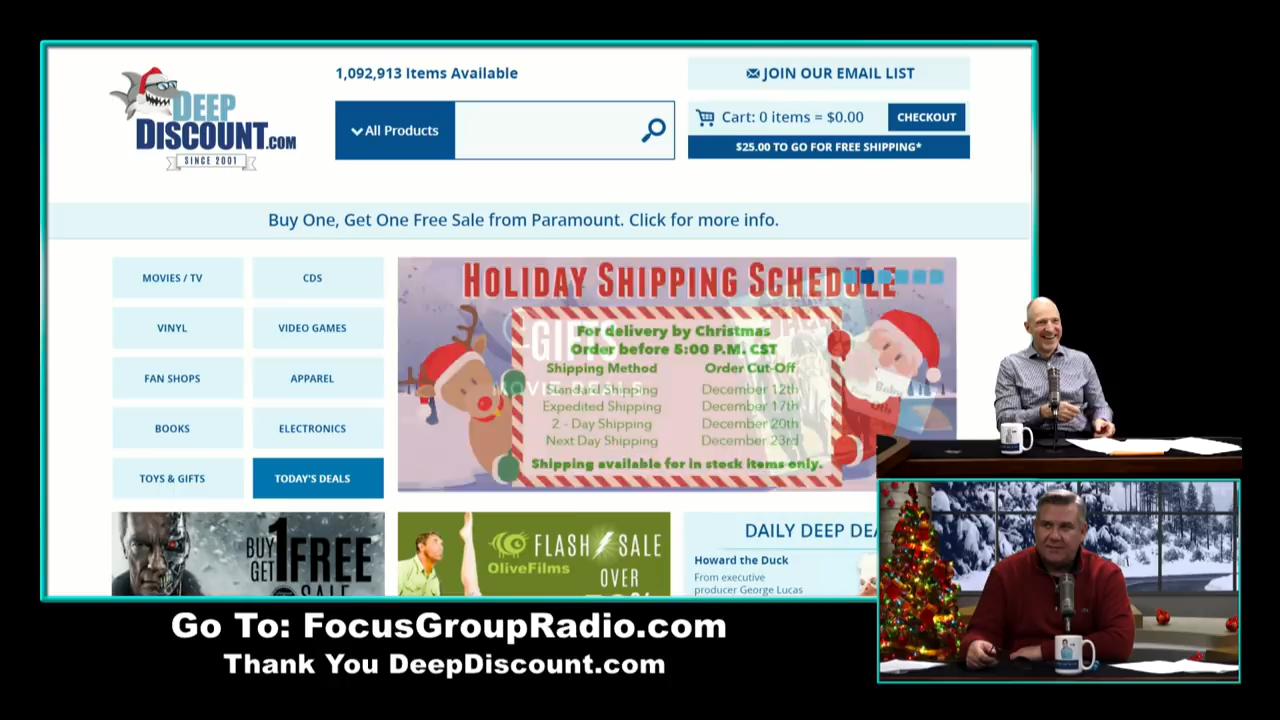 1,092,913 Items Available
JOIN OUR EMAIL LIST
DEEP
DISCOUNT.COM
SINCE 2001
All Products
Cart: 0 items = $0.00
CHECKOUT
$25.00 TO GO FOR FREE SHIPPING*
Buy One, Get One Free Sale from Paramount. Click for more info.
MOVIES / TV
CDS
VINYL
VIDEO GAMES
FAN SHOPS
APPAREL
BOOKS
ELECTRONICS
TOYS & GIFTS
TODAY'S DEALS
HOLIDAY SHIPPING SCHEDULE
For delivery by Christmas
Order before 5:00 P.M. CST
Shipping Method Order Cut-Off
Standard Shipping December 12th
Expedited Shipping December 17th
2 - Day Shipping December 20th
Next Day Shipping December 23rd
Shipping available for in stock items only.
GIFTS
MOVIE DEALS
BUY 1 FREE
GET
SALE
FLASH SALE
OliveFilms
OVER
DAILY DEEP DEA
Howard the Duck
From executive
producer George Lucas
Go To: FocusGroupRadio.com
Thank You DeepDiscount.com